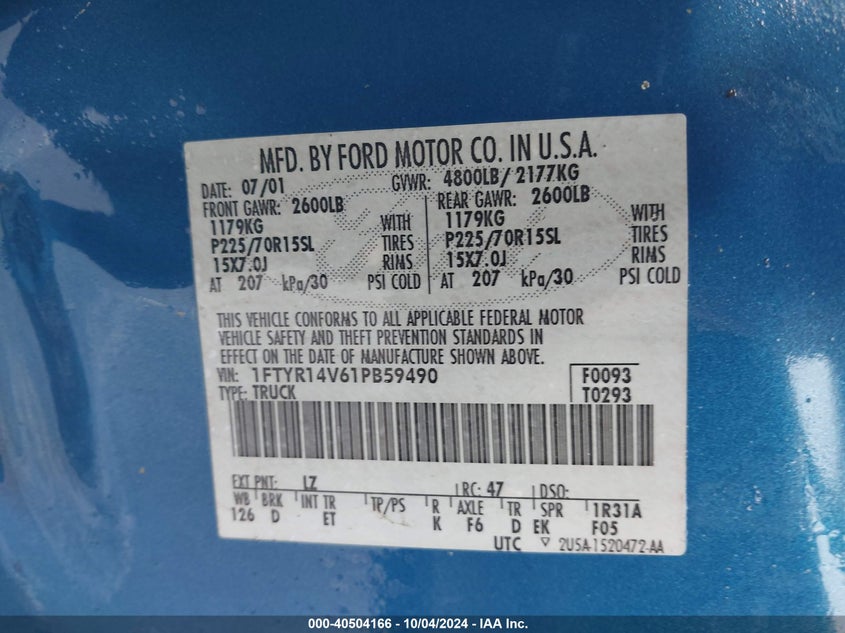 MFD. BY FORD MOTOR CO. IN U.S.A.
DATE: 07/01 GVWR: 4800LB/ 2177KG
FRONT GAWR: 2600LB REAR GAWR: 2600LB
1179KG WITH 1179KG WITH
P225/70R15SL TIRES P225/70R15SL TIRES
15X7.0J RIMS 15X7.0J RIMS
AT 207 kPa/30 PSI COLD AT 207 kPa/30 PSI COLD
THIS VEHICLE CONFORMS TO ALL APPLICABLE FEDERAL MOTOR
VEHICLE SAFETY AND THEFT PREVENTION STANDARDS IN
EFFECT ON THE DATE OF MANUFACTURE SHOWN ABOVE.
VIN: 1FTYR14V61PB59490 F0093
TYPE: TRUCK T0293
EXT PNT: LZ RC: 47 DSO:
WB BRK INT TR TP/PS R AXLE TR SPR 1R31A
126 D ET K F6 D EK F05
UTC ▽ 2U5A-1520472-AA
000-40504166 - 10/04/2024 - IAA Inc.